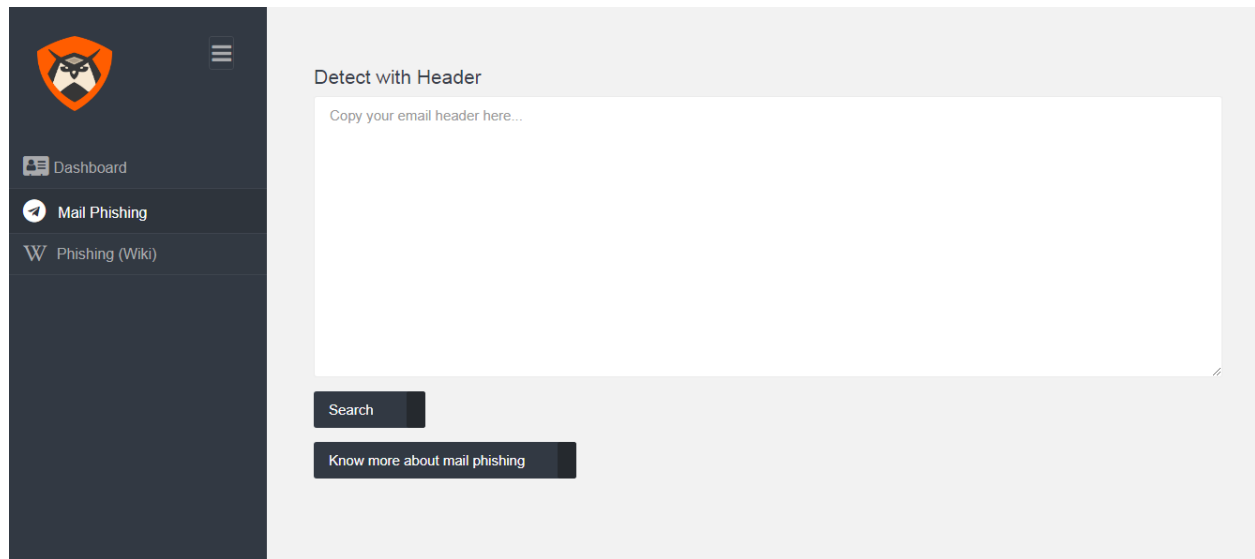 Dashboard
Mail Phishing
Phishing (Wiki)
Detect with Header
Copy your email header here...
Search
Know more about mail phishing